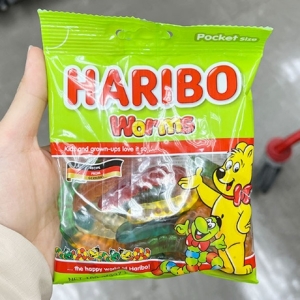 Pocket Size
HARIBO
Worms
Kids and grown-ups love it so
the happy world of Haribo!